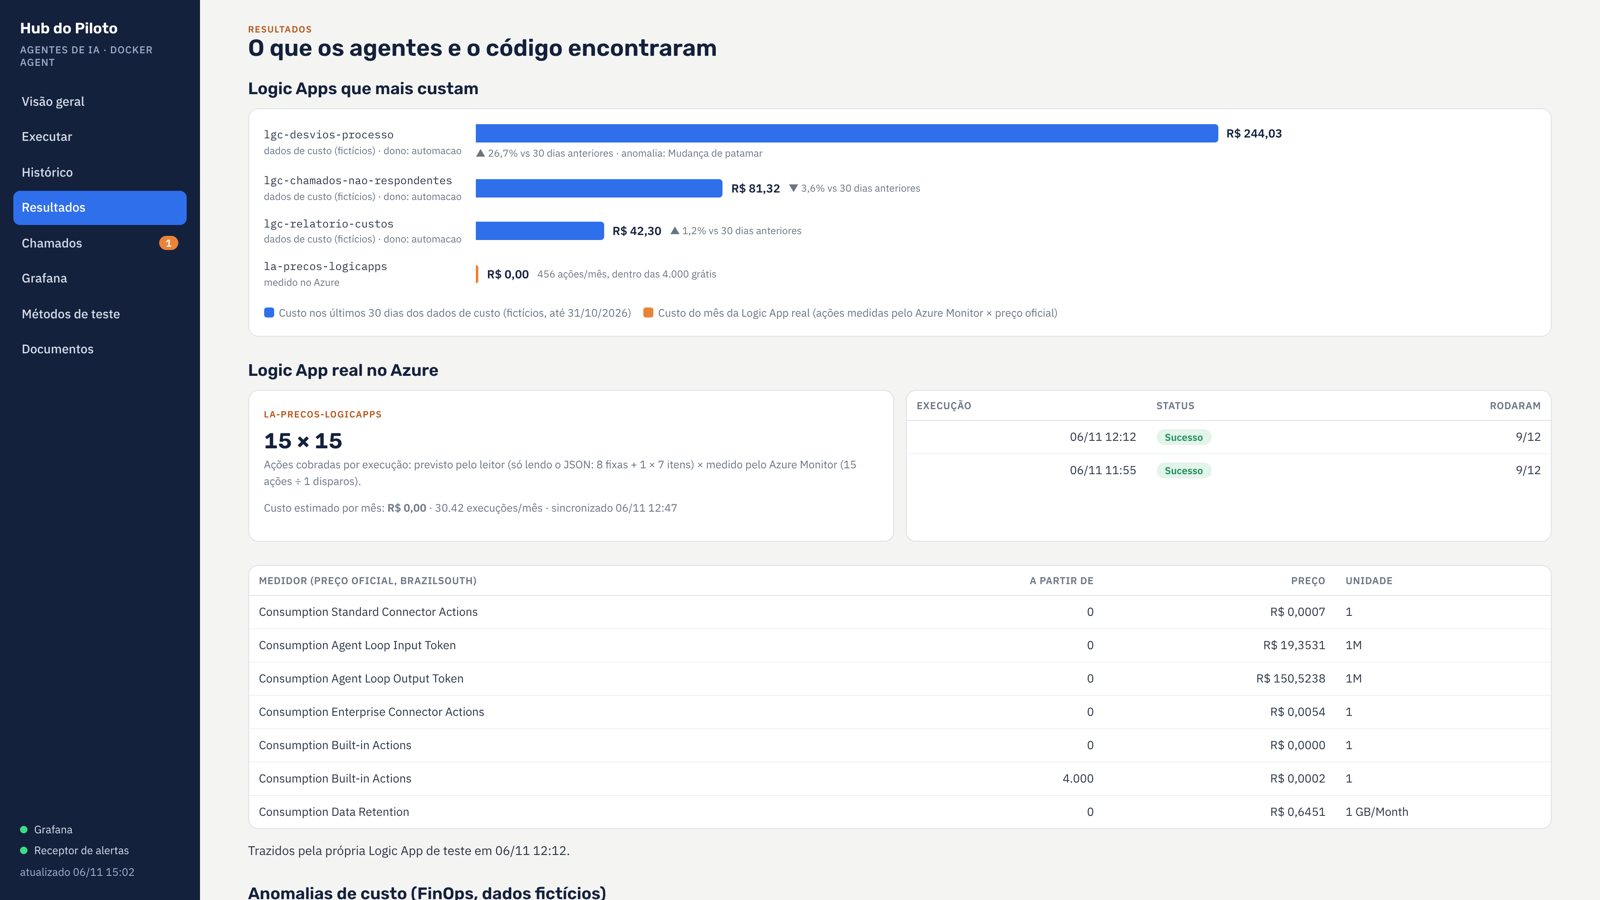 Hub do Piloto
AGENTES DE IA · DOCKER
AGENT
Visão geral
Executar
Histórico
Resultados
Chamados 1
Grafana
Métodos de teste
Documentos
Grafana
Receptor de alertas
atualizado 06/11 15:02
RESULTADOS
O que os agentes e o código encontraram
Logic Apps que mais custam
lgc-desvios-processo R$ 244,03
dados de custo (fictícios) · dono: automacao ▲ 26,7% vs 30 dias anteriores · anomalia: Mudança de patamar
lgc-chamados-nao-respondentes R$ 81,32 ▼ 3,6% vs 30 dias anteriores
dados de custo (fictícios) · dono: automacao
lgc-relatorio-custos R$ 42,30 ▲ 1,2% vs 30 dias anteriores
dados de custo (fictícios) · dono: automacao
la-precos-logicapps R$ 0,00 456 ações/mês, dentro das 4.000 grátis
medido no Azure
Custo nos últimos 30 dias dos dados de custo (fictícios, até 31/10/2026) Custo do mês da Logic App real (ações medidas pelo Azure Monitor × preço oficial)
Logic App real no Azure
LA-PRECOS-LOGICAPPS
15 × 15
Ações cobradas por execução: previsto pelo leitor (só lendo o JSON: 8 fixas + 1 × 7 itens) × medido pelo Azure Monitor (15
ações ÷ 1 disparos).
Custo estimado por mês: R$ 0,00 · 30.42 execuções/mês · sincronizado 06/11 12:47
EXECUÇÃO STATUS RODARAM
06/11 12:12 Sucesso 9/12
06/11 11:55 Sucesso 9/12
MEDIDOR (PREÇO OFICIAL, BRAZILSOUTH) A PARTIR DE PREÇO UNIDADE
Consumption Standard Connector Actions 0 R$ 0,0007 1
Consumption Agent Loop Input Token 0 R$ 19,3531 1M
Consumption Agent Loop Output Token 0 R$ 150,5238 1M
Consumption Enterprise Connector Actions 0 R$ 0,0054 1
Consumption Built-in Actions 0 R$ 0,0000 1
Consumption Built-in Actions 4.000 R$ 0,0002 1
Consumption Data Retention 0 R$ 0,6451 1 GB/Month
Trazidos pela própria Logic App de teste em 06/11 12:12.
Anomalias de custo (FinOps, dados fictícios)